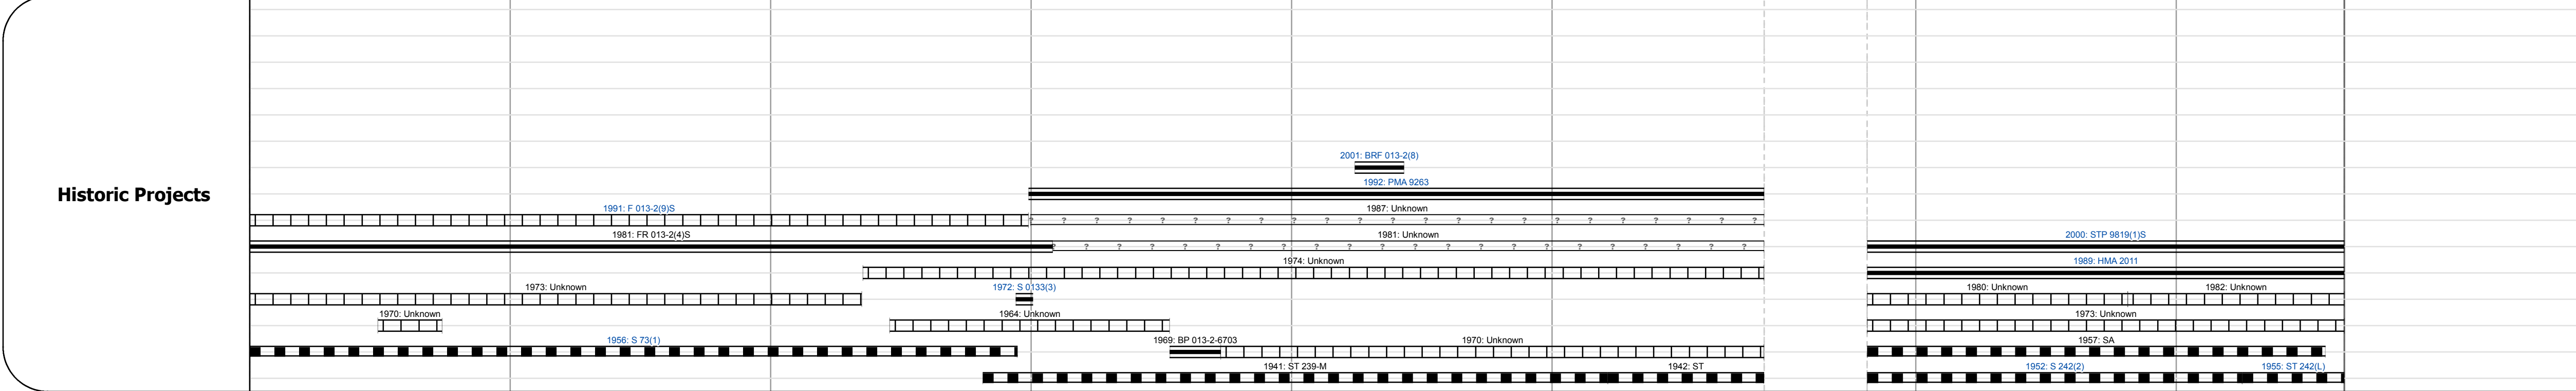 2001: BRF 013-2(8)
1992: PMA 9263
Historic Projects
1991: F 013-2(9)S
1987: Unknown
1981: FR 013-2(4)S
1981: Unknown
2000: STP 9819(1)S
1974: Unknown
1989: HMA 2011
1973: Unknown
1972: S 0133(3)
1980: Unknown
1982: Unknown
1970: Unknown
1964: Unknown
1973: Unknown
1956: S 73(1)
1969: BP 013-2-6703
1970: Unknown
1957: SA
1941: ST 239-M
1942: ST
1952: S 242(2)
1955: ST 242(L)